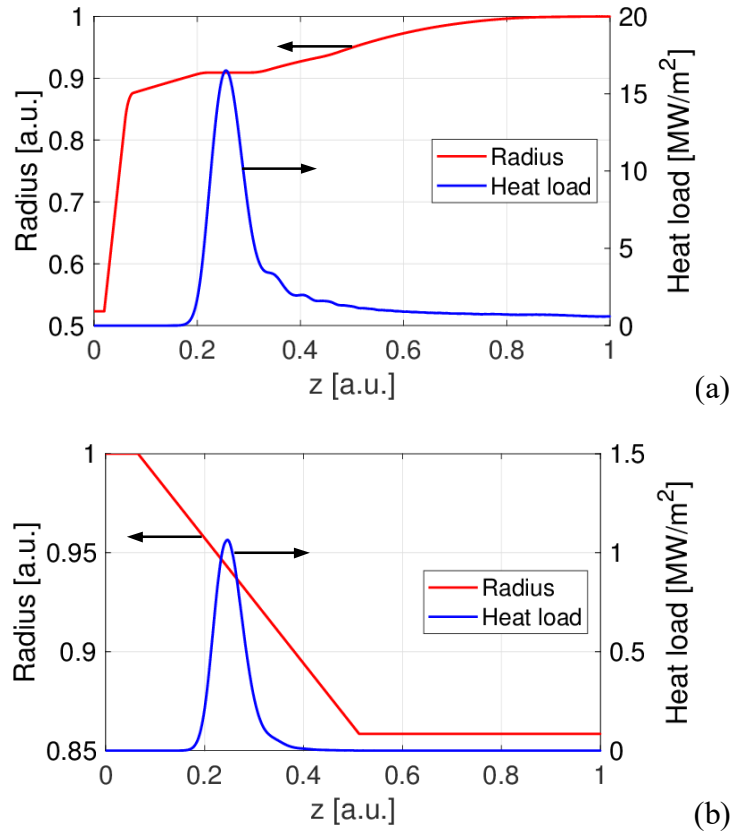 1
0.9
0.8
0.7
0.6
0.5
Radius [a.u.]
20
15
10
5
0
Heat load [MW/m²]
Radius
Heat load
0 0.2 0.4 0.6 0.8 1
z [a.u.]
(a)
1
0.95
0.9
0.85
Radius [a.u.]
1.5
1
0.5
0
Heat load [MW/m²]
Radius
Heat load
0 0.2 0.4 0.6 0.8 1
z [a.u.]
(b)